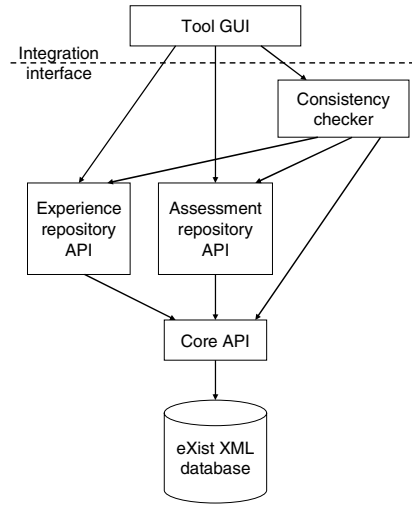 Tool GUI
Integration
interface
Consistency
checker
Experience
repository
API
Assessment
repository
API
Core API
eXist XML
database